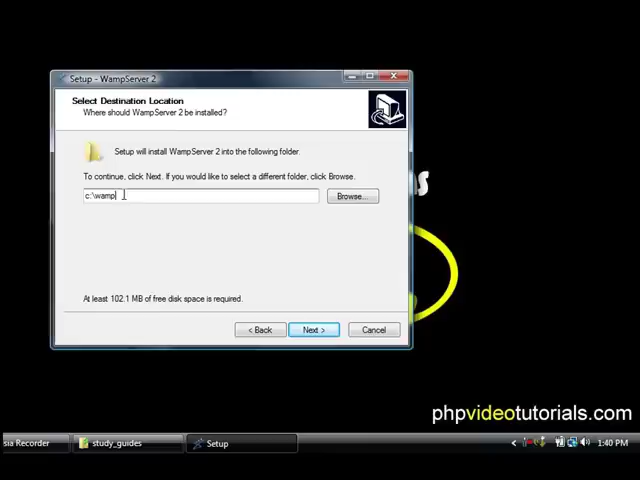 Setup - WampServer 2
Select Destination Location
Where should WampServer 2 be installed?
Setup will install WampServer 2 into the following folder.
To continue, click Next. If you would like to select a different folder, click Browse.
c:\wamp
Browse...
At least 102.1 MB of free disk space is required.
< Back
Next >
Cancel
phpvideotutorials.com
Recorder
study_guides
Setup
1:40 PM